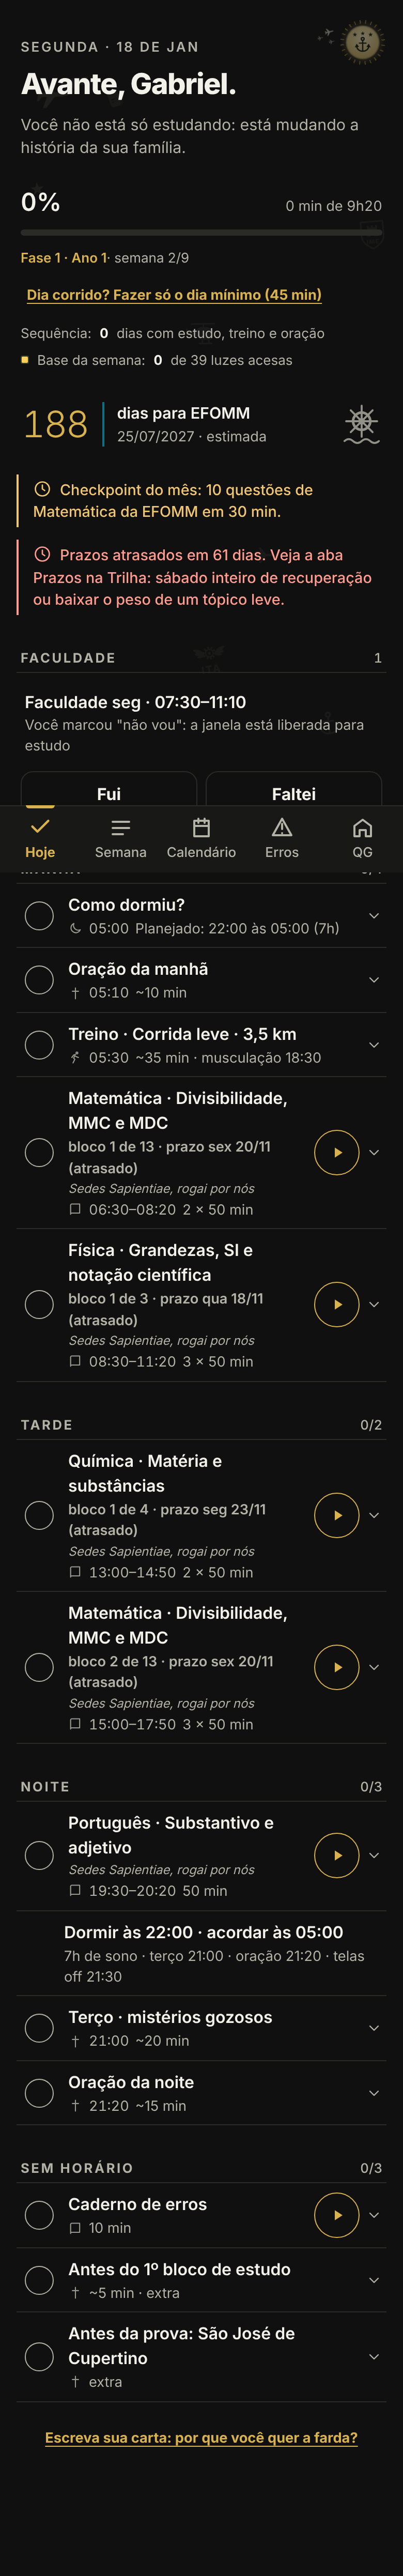 SEGUNDA · 18 DE JAN
Avante, Gabriel.
Você não está só estudando: está mudando a
história da sua família.
0%
0 min de 9h20
Fase 1 · Ano 1· semana 2/9
Dia corrido? Fazer só o dia mínimo (45 min)
Sequência: 0 dias com estudo, treino e oração
Base da semana: 0 de 39 luzes acesas
188
dias para EFOMM
25/07/2027 · estimada
Checkpoint do mês: 10 questões de
Matemática da EFOMM em 30 min.
Prazos atrasados em 61 dias. Veja a aba
Prazos na Trilha: sábado inteiro de recuperação
ou baixar o peso de um tópico leve.
FACULDADE 1
Faculdade seg · 07:30–11:10
Você marcou "não vou": a janela está liberada para
estudo
Fui
Faltei
Hoje
Semana
Calendário
Erros
QG
Como dormiu?
05:00 Planejado: 22:00 às 05:00 (7h)
Oração da manhã
05:10 ~10 min
Treino · Corrida leve · 3,5 km
05:30 ~35 min · musculação 18:30
Matemática · Divisibilidade,
MMC e MDC
bloco 1 de 13 · prazo sex 20/11
(atrasado)
Sedes Sapientiae, rogai por nós
06:30–08:20 2 × 50 min
Física · Grandezas, SI e
notação científica
bloco 1 de 3 · prazo qua 18/11
(atrasado)
Sedes Sapientiae, rogai por nós
08:30–11:20 3 × 50 min
TARDE 0/2
Química · Matéria e
substâncias
bloco 1 de 4 · prazo seg 23/11
(atrasado)
Sedes Sapientiae, rogai por nós
13:00–14:50 2 × 50 min
Matemática · Divisibilidade,
MMC e MDC
bloco 2 de 13 · prazo sex 20/11
(atrasado)
Sedes Sapientiae, rogai por nós
15:00–17:50 3 × 50 min
NOITE 0/3
Português · Substantivo e
adjetivo
Sedes Sapientiae, rogai por nós
19:30–20:20 50 min
Dormir às 22:00 · acordar às 05:00
7h de sono · terço 21:00 · oração 21:20 · telas
off 21:30
Terço · mistérios gozosos
21:00 ~20 min
Oração da noite
21:20 ~15 min
SEM HORÁRIO 0/3
Caderno de erros
10 min
Antes do 1º bloco de estudo
~5 min · extra
Antes da prova: São José de
Cupertino
extra
Escreva sua carta: por que você quer a farda?